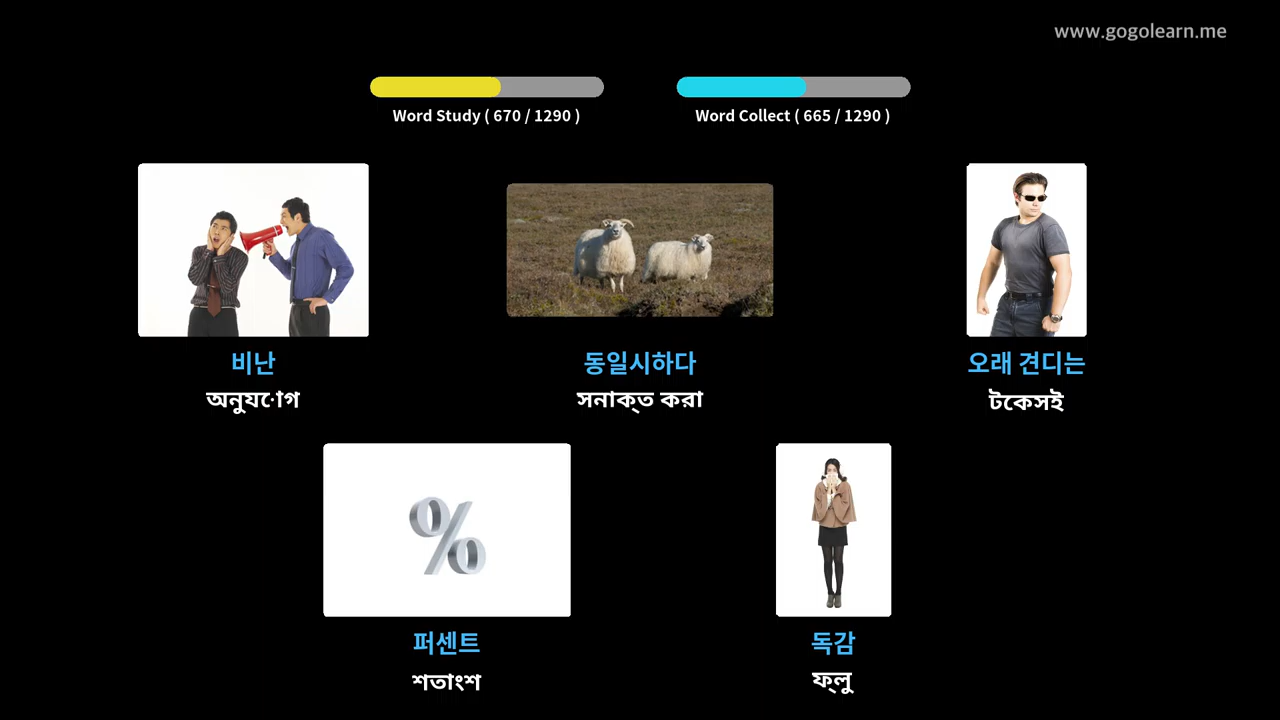 www.gogolearn.me
Word Study ( 670 / 1290 )
Word Collect ( 665 / 1290 )
비난
동일시하다
오래 견디는
অনুযোগ
সনাক্ত করা
টেকসই
%
퍼센트
독감
শতাংশ
ফ্লু